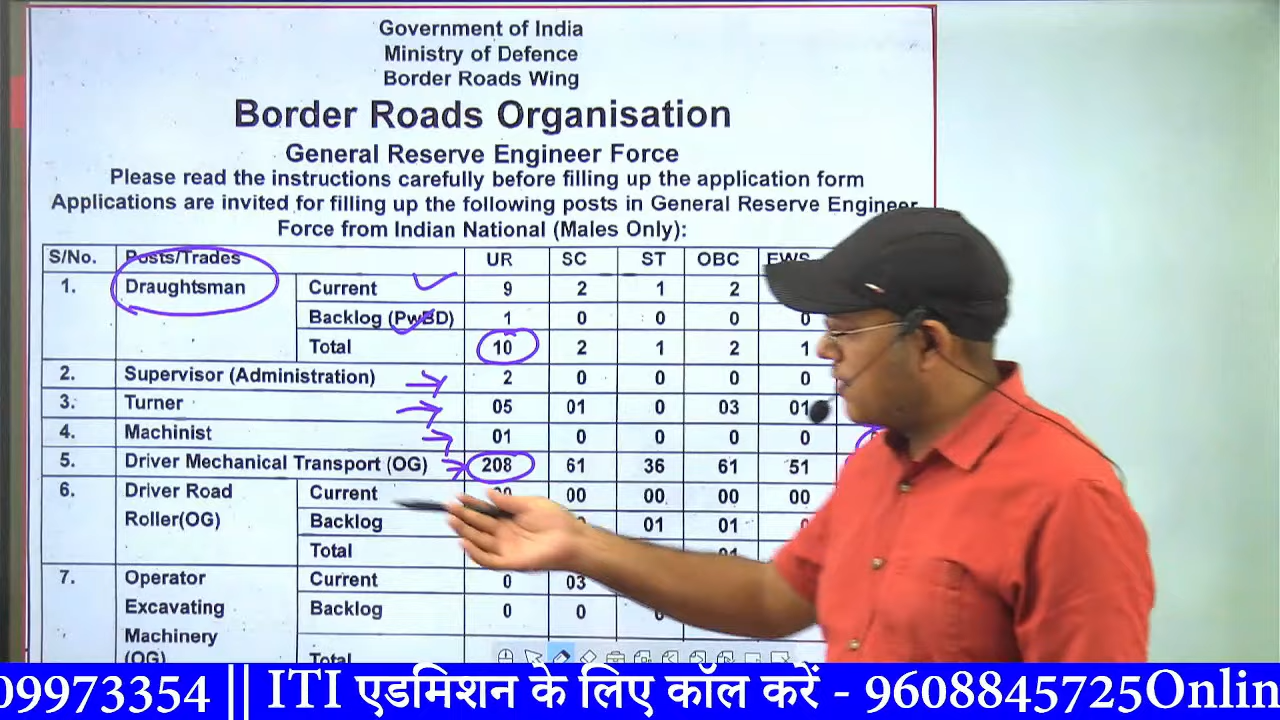 Government of India
Ministry of Defence
Border Roads Wing
Border Roads Organisation
General Reserve Engineer Force
Please read the instructions carefully before filling up the application form
Applications are invited for filling up the following posts in General Reserve Engineer
Force from Indian National (Males Only):
S/No. Posts/Trades UR SC ST OBC EWS
1. Draughtsman Current 9 2 1 2
Backlog (PwBD) 1 0 0 0 0
Total 10 2 1 2 1
2. Supervisor (Administration) 2 0 0 0 0
3. Turner 05 01 0 03 01
4. Machinist 01 0 0 0 0
5. Driver Mechanical Transport (OG) 208 61 36 61 51
6. Driver Road Current 00 00 00 00
Roller(OG) Backlog 01 01
Total 01
7. Operator Current 0 03
Excavating Backlog 0 0
Machinery
(OG) Total
09973354 || ITI एडमिशन के लिए कॉल करें - 9608845725Onlin